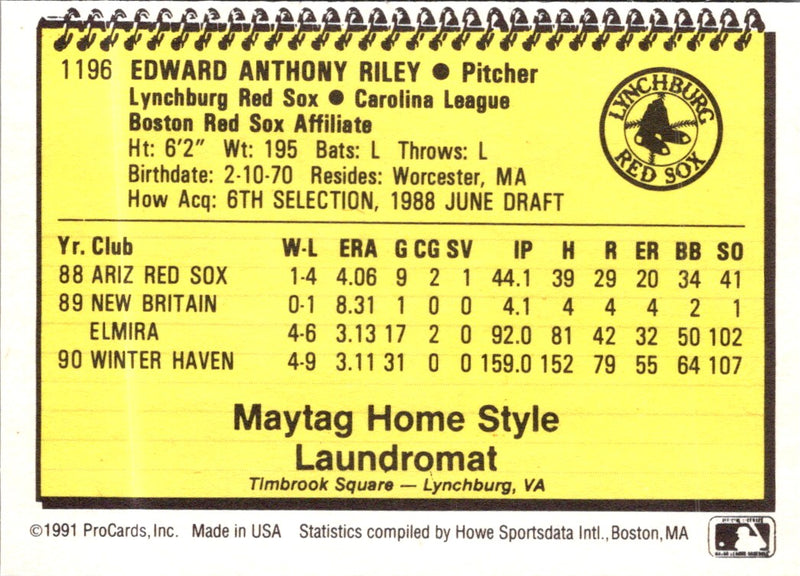 1196 EDWARD ANTHONY RILEY ● Pitcher
Lynchburg Red Sox ● Carolina League
Boston Red Sox Affiliate
Ht: 6'2" Wt: 195 Bats: L Throws: L
Birthdate: 2-10-70 Resides: Worcester, MA
How Acq: 6TH SELECTION, 1988 JUNE DRAFT
LYNCHBURG
RED SOX
Yr. Club W-L ERA G CG SV IP H R ER BB SO
88 ARIZ RED SOX 1-4 4.06 9 2 1 44.1 39 29 20 34 41
89 NEW BRITAIN 0-1 8.31 1 0 0 4.1 4 4 4 2 1
ELMIRA 4-6 3.13 17 2 0 92.0 81 42 32 50 102
90 WINTER HAVEN 4-9 3.11 31 0 0 159.0 152 79 55 64 107
Maytag Home Style
Laundromat
Timbrook Square — Lynchburg, VA
©1991 ProCards, Inc. Made in USA Statistics compiled by Howe Sportsdata Intl., Boston, MA